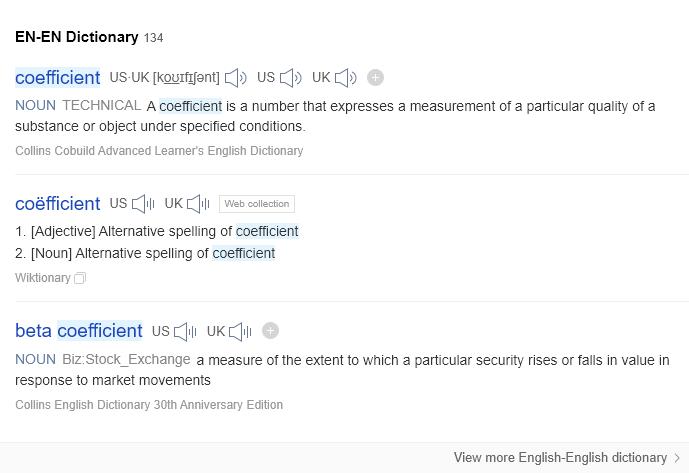 EN-EN Dictionary 134
coefficient US·UK [koʊɪfɪʃənt] US UK
NOUN TECHNICAL A coefficient is a number that expresses a measurement of a particular quality of a
substance or object under specified conditions.
Collins Cobuild Advanced Learner's English Dictionary
coëfficient US UK Web collection
1. [Adjective] Alternative spelling of coefficient
2. [Noun] Alternative spelling of coefficient
Wiktionary
beta coefficient US UK
NOUN Biz:Stock_Exchange a measure of the extent to which a particular security rises or falls in value in
response to market movements
Collins English Dictionary 30th Anniversary Edition
View more English-English dictionary